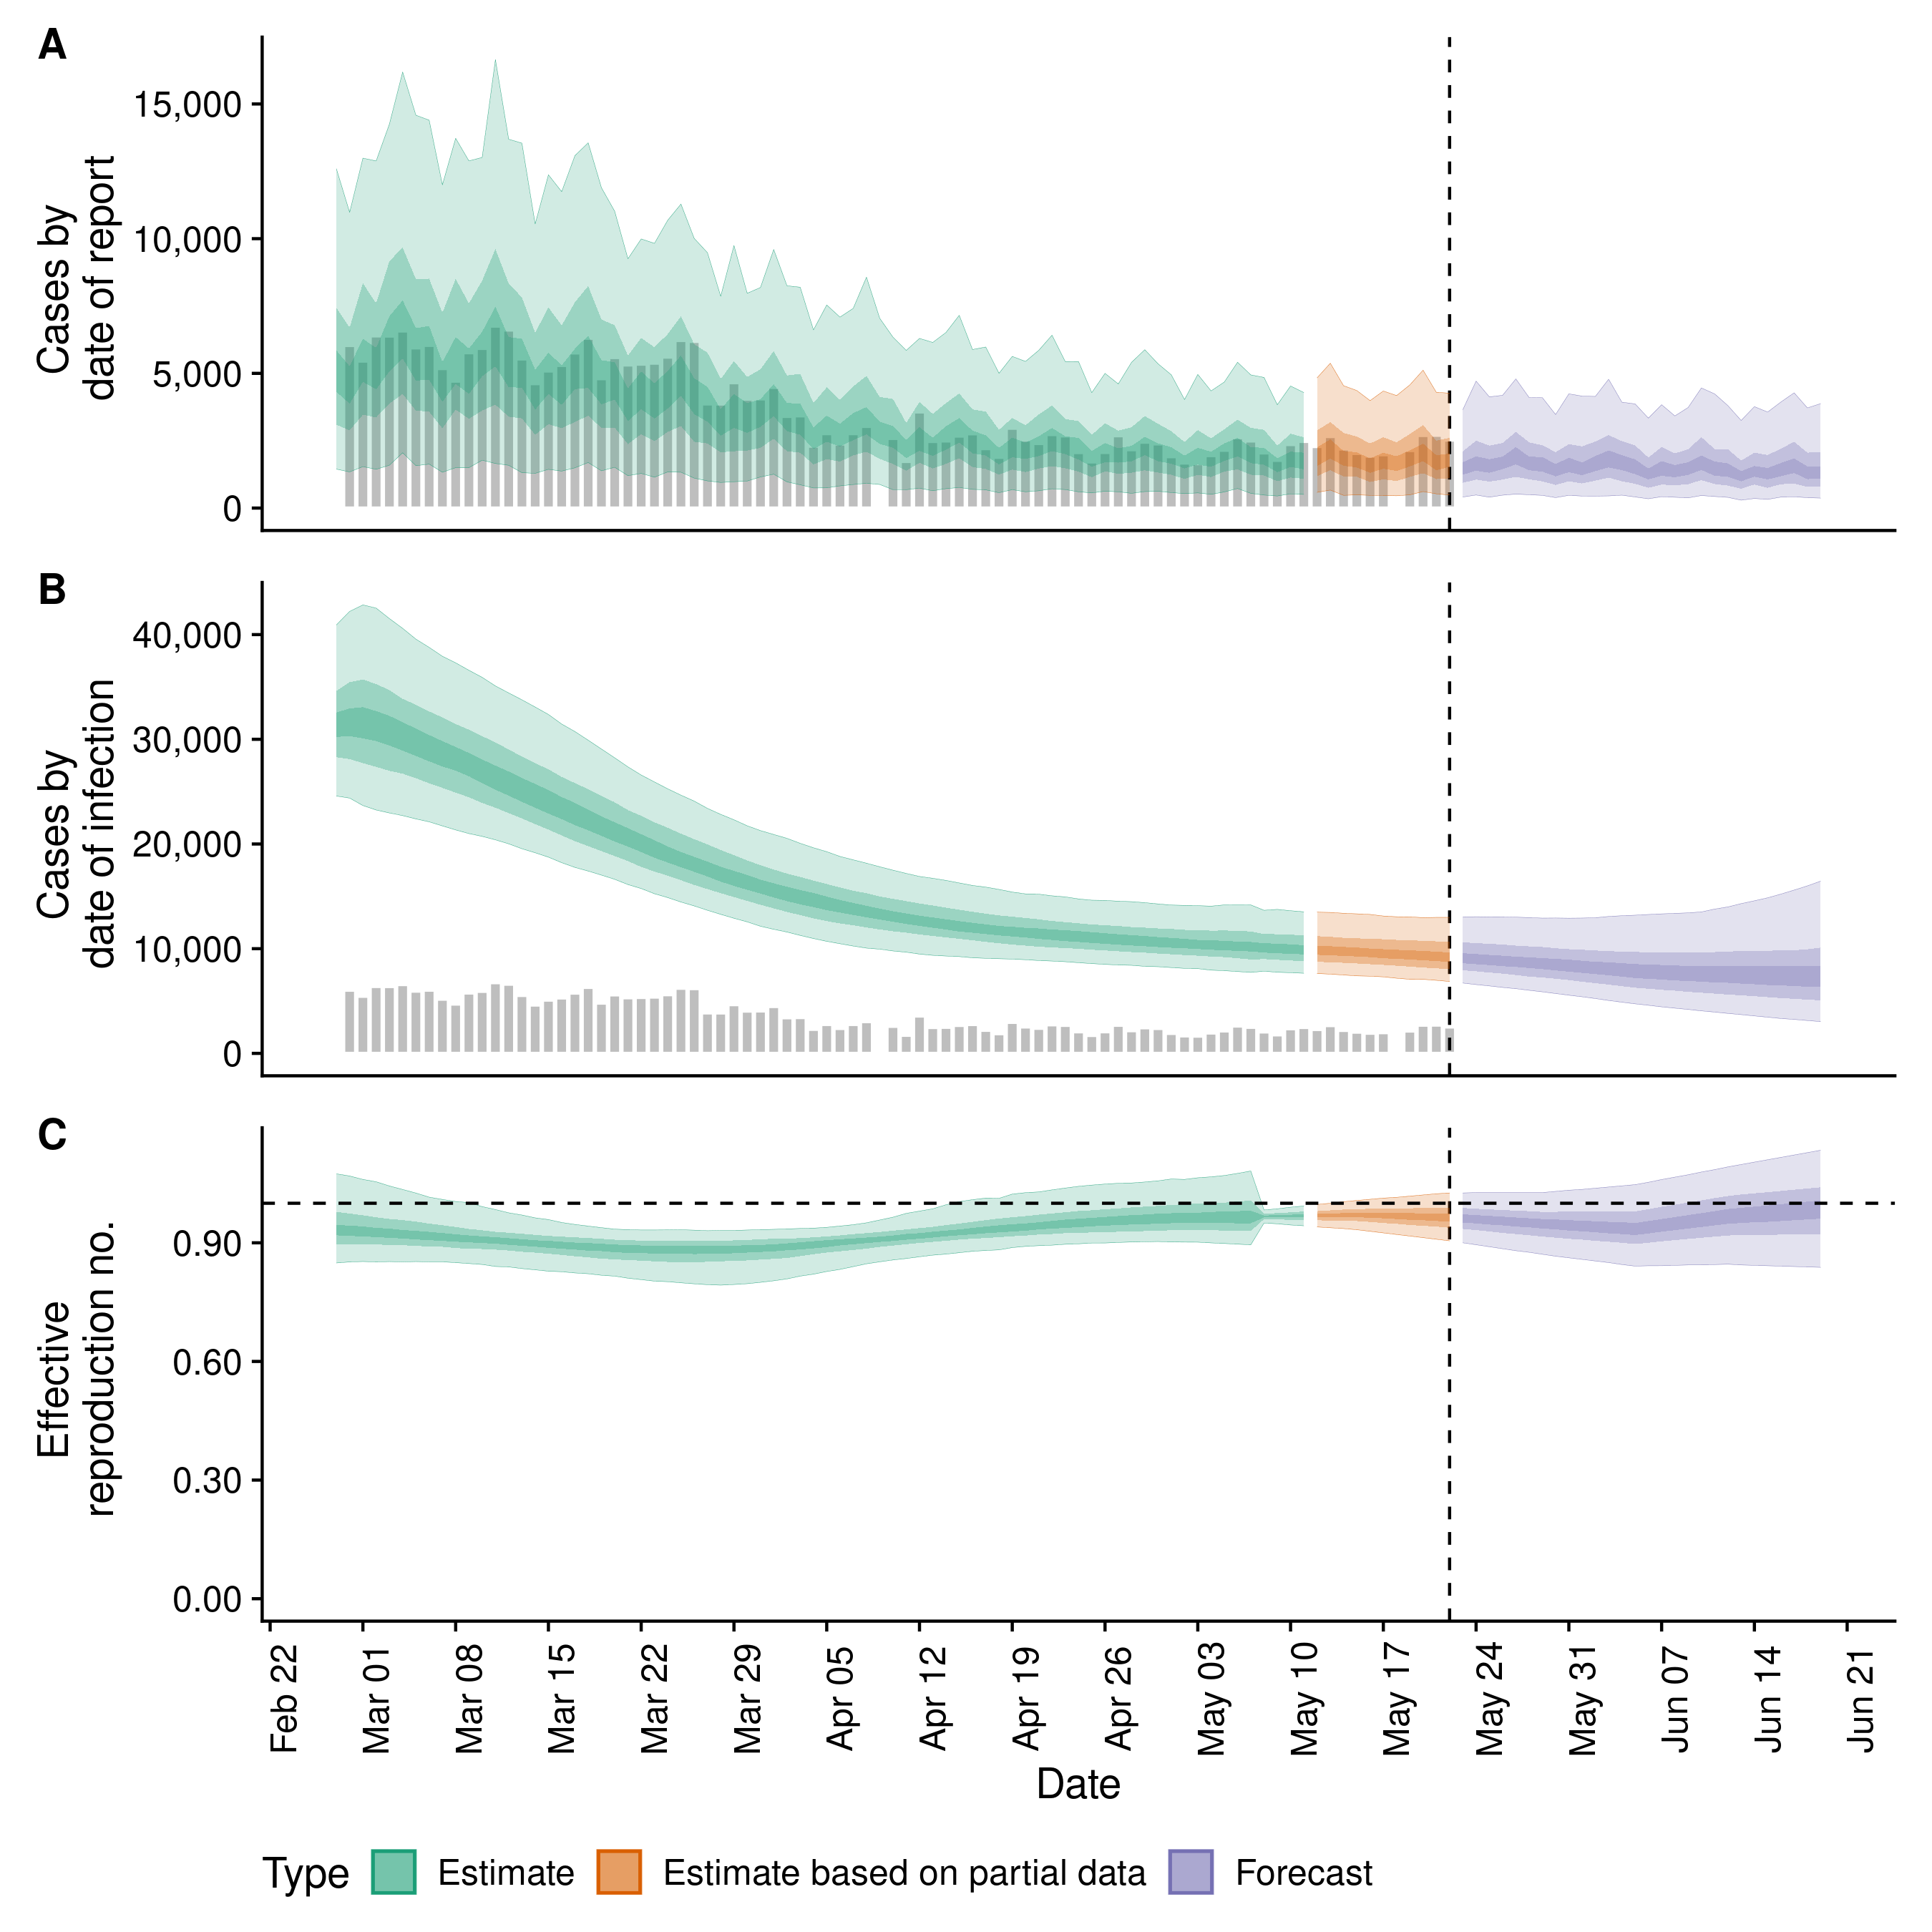 A
Cases by
date of report
15,000
10,000
5,000
0
B
Cases by
date of infection
40,000
30,000
20,000
10,000
0
C
Effective
reproduction no.
0.90
0.60
0.30
0.00
Feb 22
Mar 01
Mar 08
Mar 15
Mar 22
Mar 29
Apr 05
Apr 12
Apr 19
Apr 26
May 03
May 10
May 17
May 24
May 31
Jun 07
Jun 14
Jun 21
Date
Type Estimate Estimate based on partial data Forecast